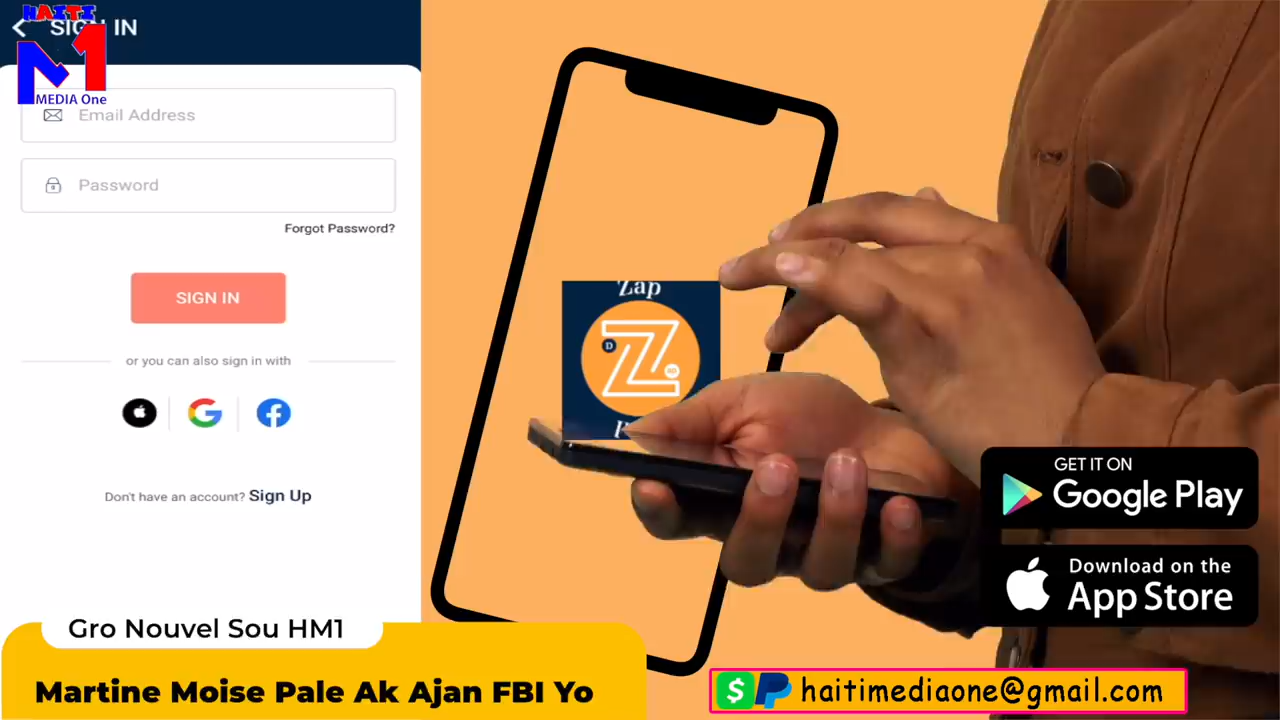 HAITI
M1
MEDIA One
SIGN IN
Email Address
Password
Forgot Password?
SIGN IN
or you can also sign in with
Don't have an account? Sign Up
Zap
D
Z
GET IT ON
Google Play
Download on the
App Store
Gro Nouvel Sou HM1
Martine Moise Pale Ak Ajan FBI Yo
$ haitimediaone@gmail.com